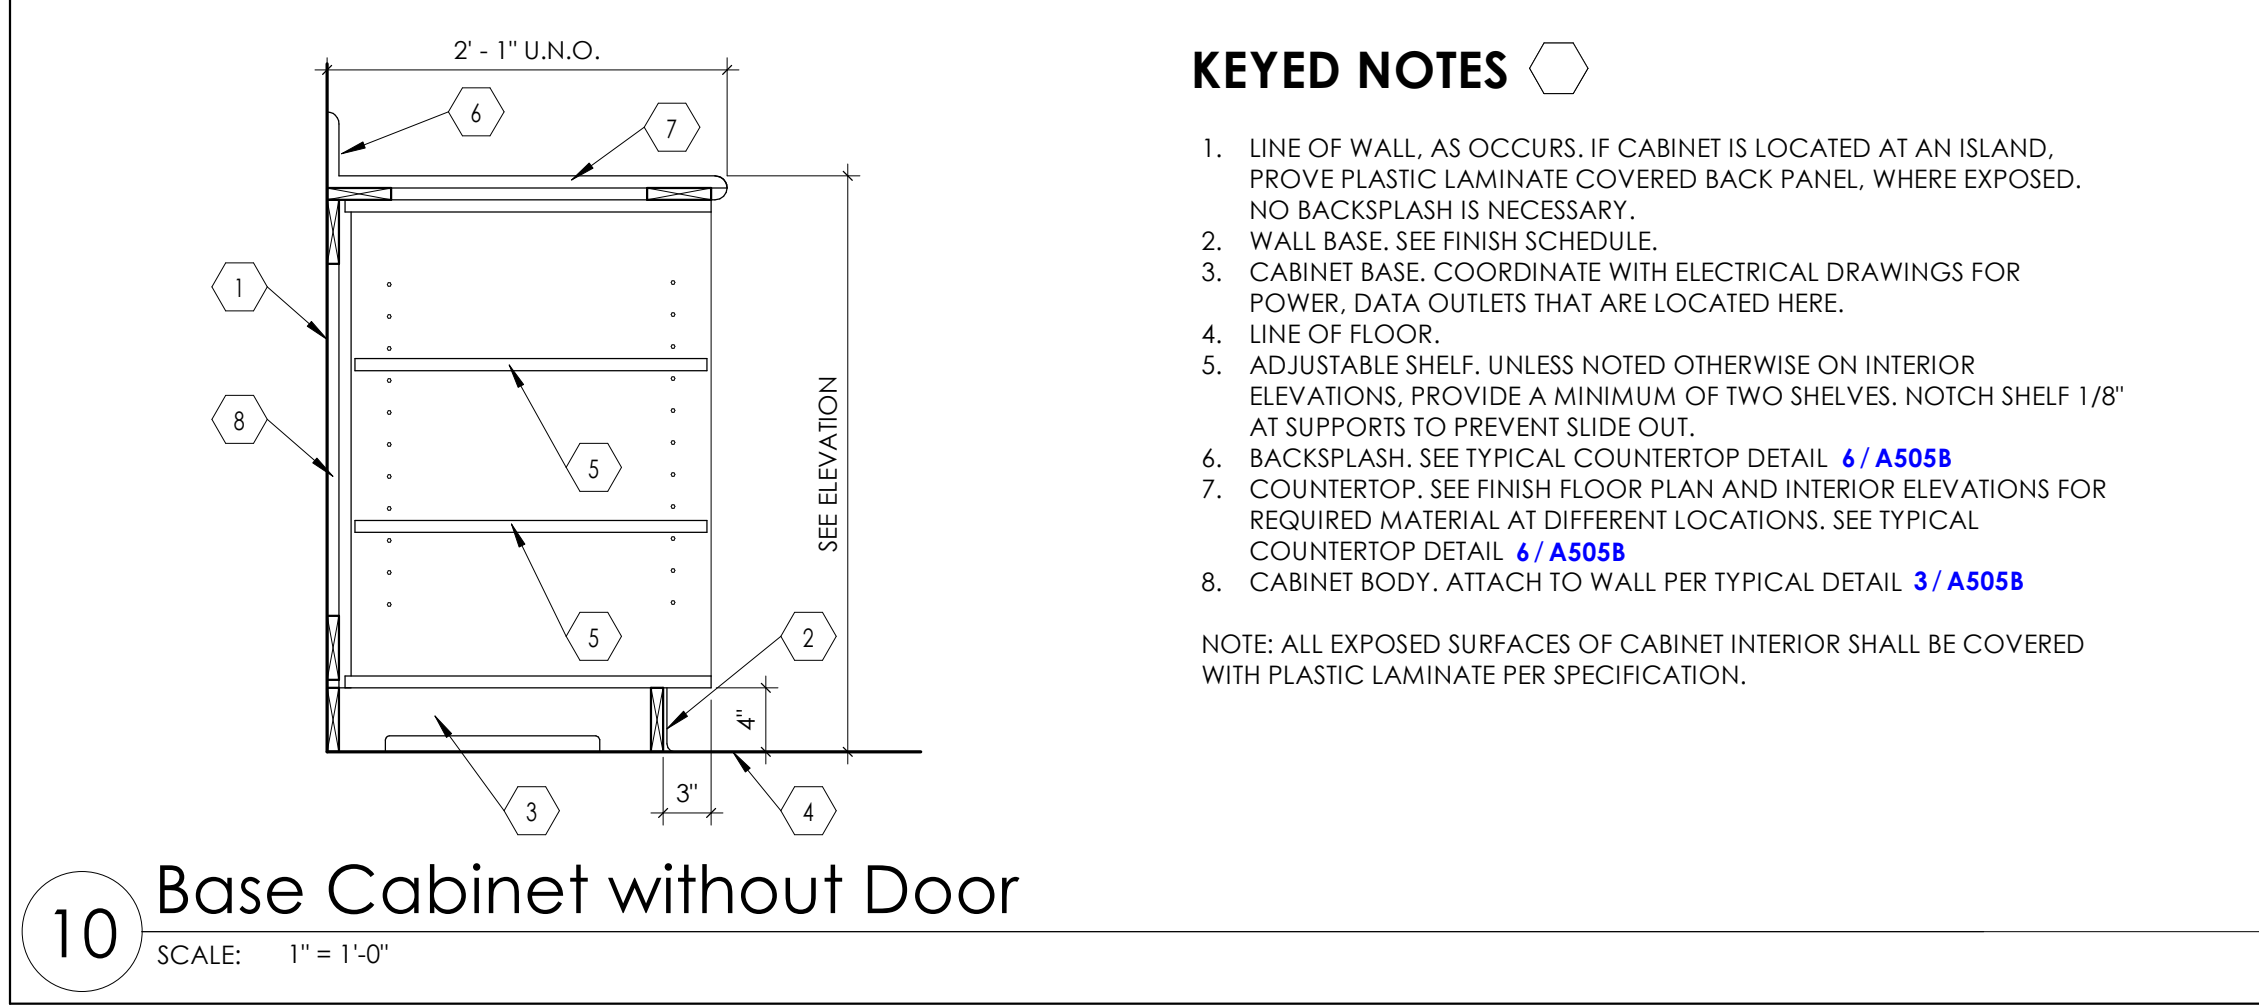 2' - 1" U.N.O.
6
7
1
8
5
5
SEE ELEVATION
2
4"
3"
3
4
KEYED NOTES
1. LINE OF WALL, AS OCCURS. IF CABINET IS LOCATED AT AN ISLAND,
PROVE PLASTIC LAMINATE COVERED BACK PANEL, WHERE EXPOSED.
NO BACKSPLASH IS NECESSARY.
2. WALL BASE. SEE FINISH SCHEDULE.
3. CABINET BASE. COORDINATE WITH ELECTRICAL DRAWINGS FOR
POWER, DATA OUTLETS THAT ARE LOCATED HERE.
4. LINE OF FLOOR.
5. ADJUSTABLE SHELF. UNLESS NOTED OTHERWISE ON INTERIOR
ELEVATIONS, PROVIDE A MINIMUM OF TWO SHELVES. NOTCH SHELF 1/8"
AT SUPPORTS TO PREVENT SLIDE OUT.
6. BACKSPLASH. SEE TYPICAL COUNTERTOP DETAIL 6 / A505B
7. COUNTERTOP. SEE FINISH FLOOR PLAN AND INTERIOR ELEVATIONS FOR
REQUIRED MATERIAL AT DIFFERENT LOCATIONS. SEE TYPICAL
COUNTERTOP DETAIL 6 / A505B
8. CABINET BODY. ATTACH TO WALL PER TYPICAL DETAIL 3 / A505B
NOTE: ALL EXPOSED SURFACES OF CABINET INTERIOR SHALL BE COVERED
WITH PLASTIC LAMINATE PER SPECIFICATION.
10
Base Cabinet without Door
SCALE: 1" = 1'-0"